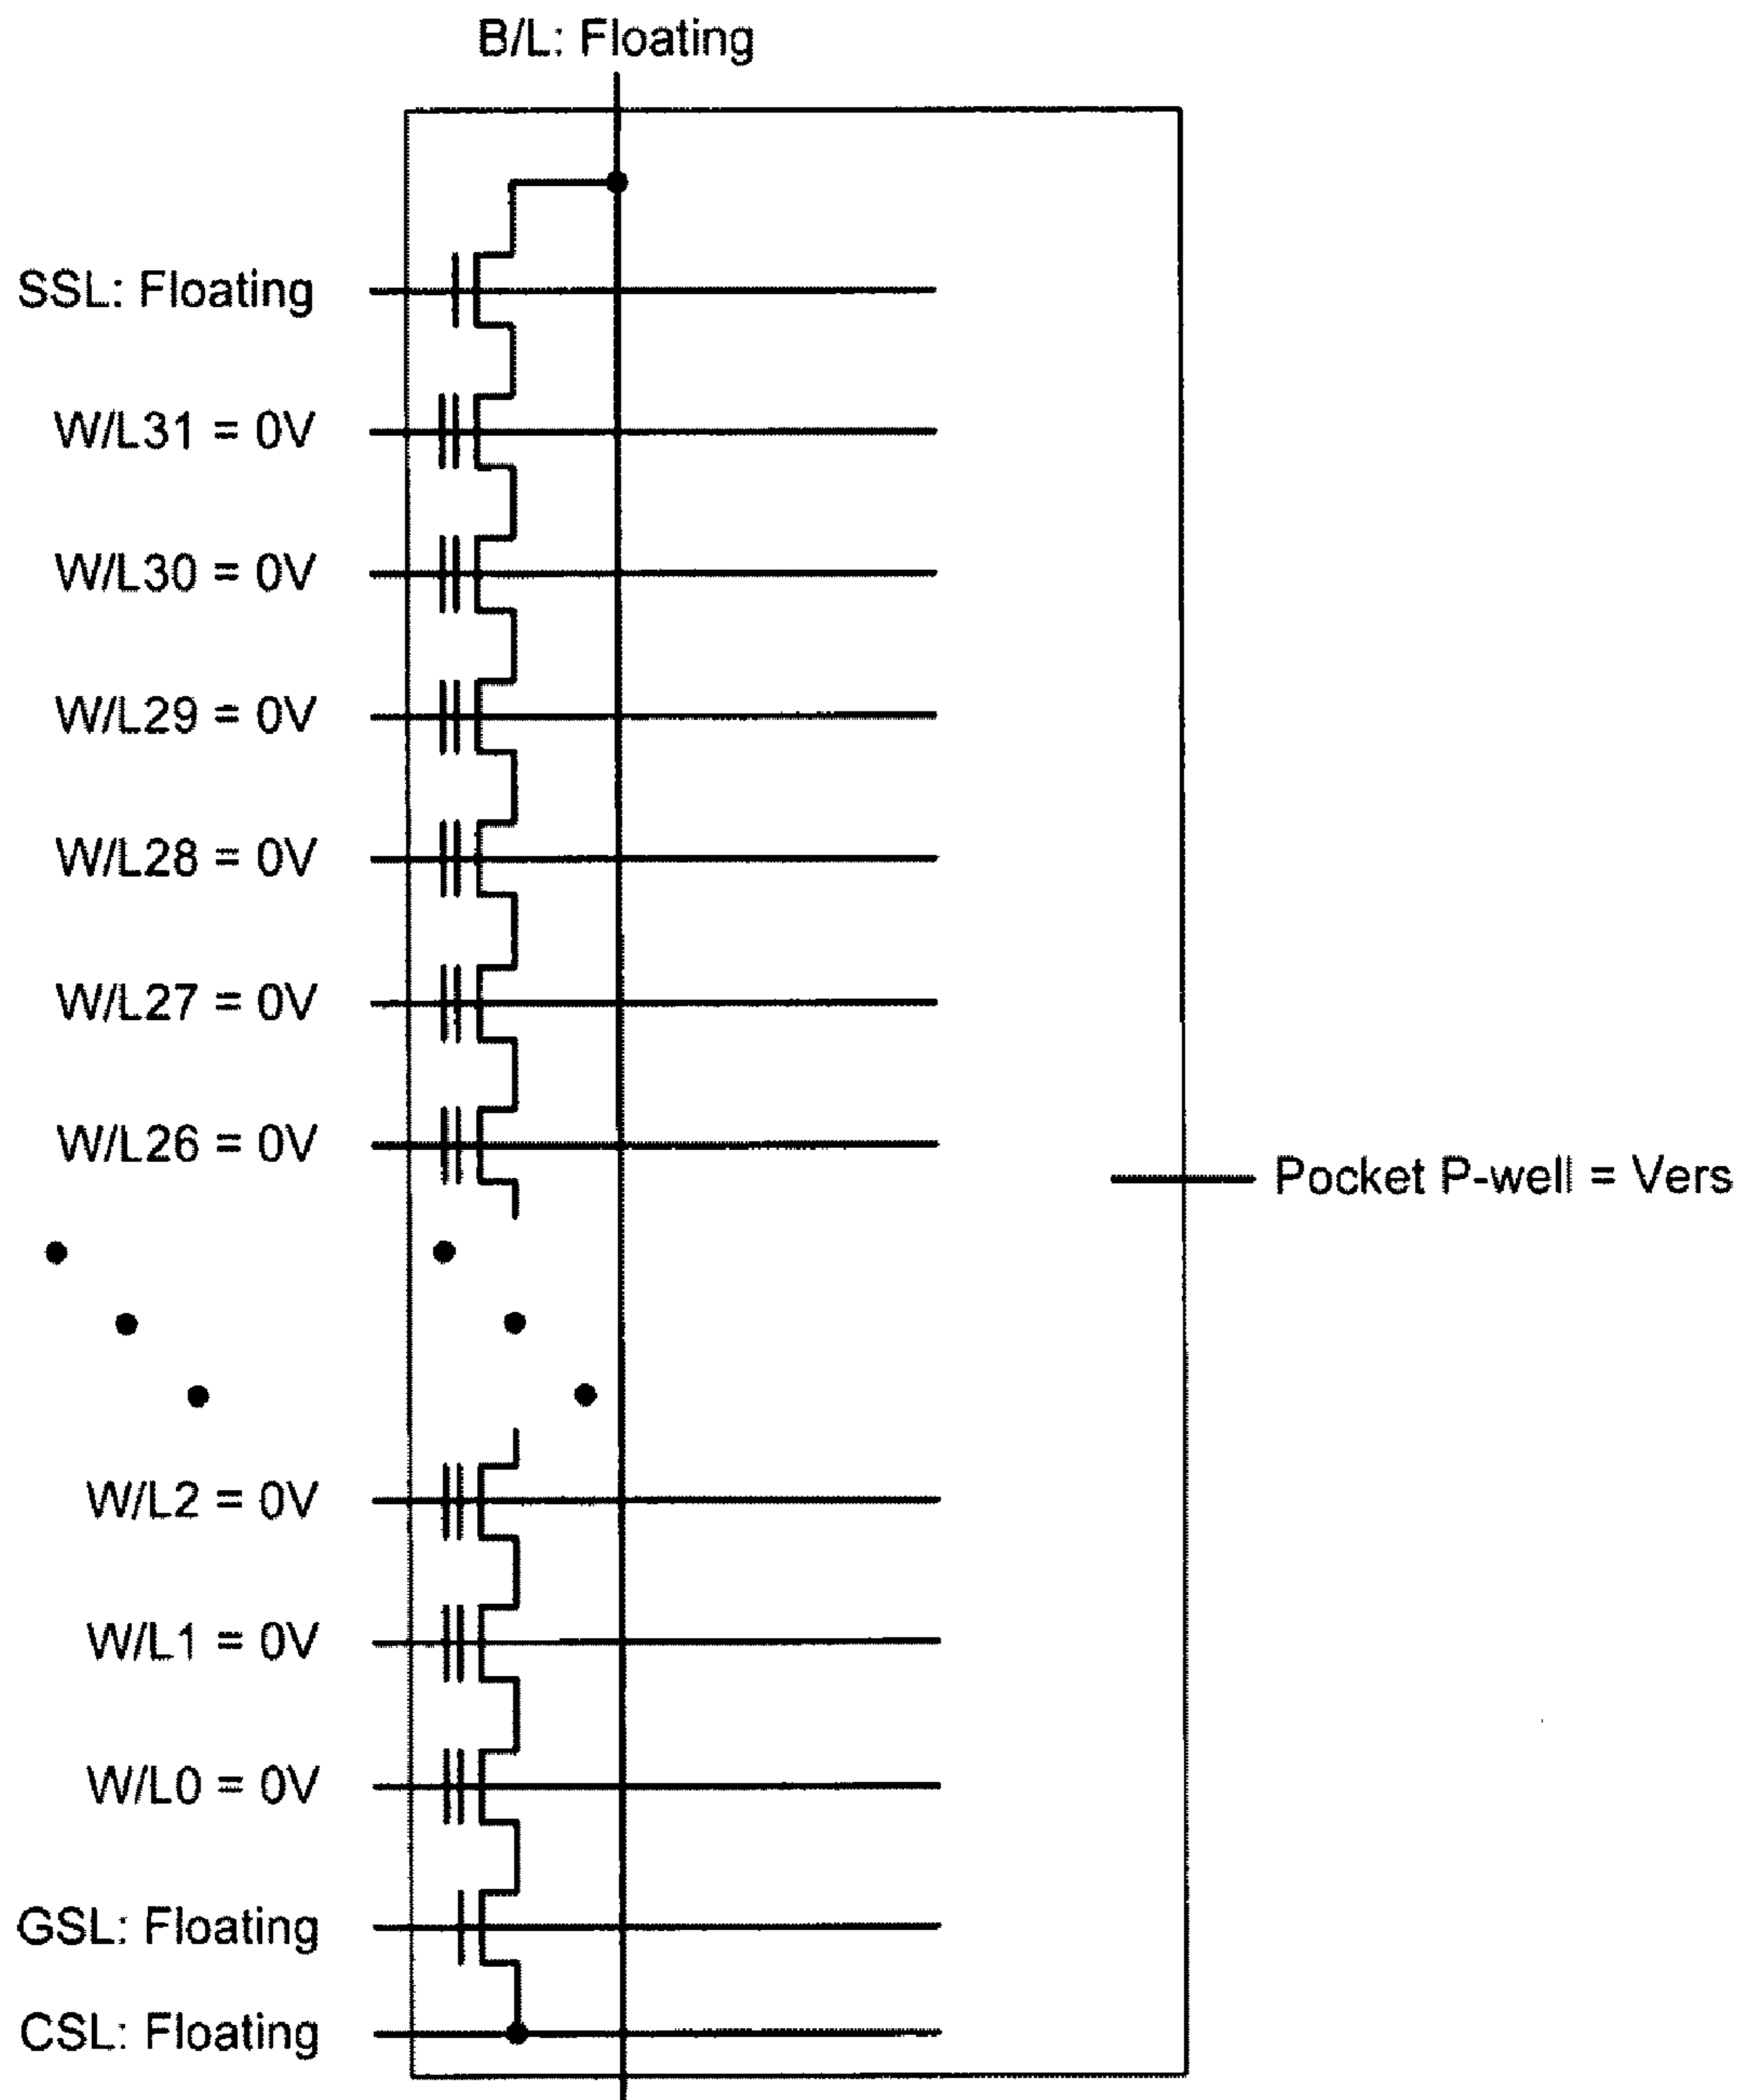 B/L: Floating
SSL: Floating
W/L31 = 0V
W/L30 = 0V
W/L29 = 0V
W/L28 = 0V
W/L27 = 0V
W/L26 = 0V
Pocket P-well = Vers
W/L2 = 0V
W/L1 = 0V
W/L0 = 0V
GSL: Floating
CSL: Floating